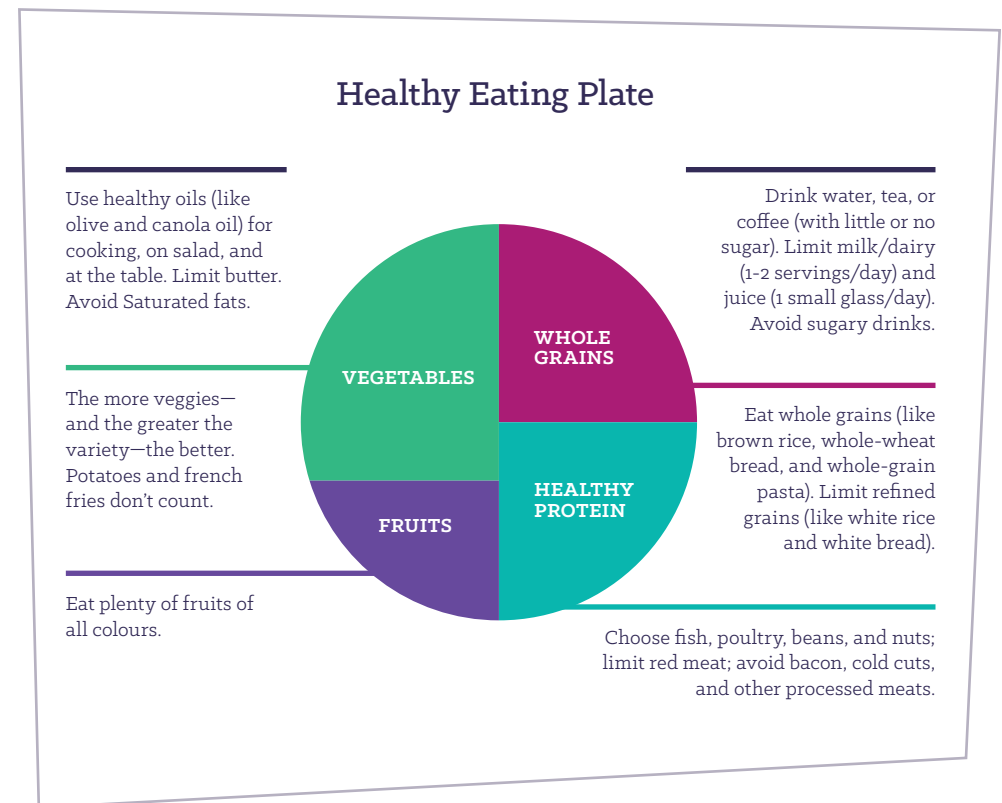 Healthy Eating Plate
Use healthy oils (like
olive and canola oil) for
cooking, on salad, and
at the table. Limit butter.
Avoid Saturated fats.
The more veggies—
and the greater the
variety—the better.
Potatoes and french
fries don't count.
Eat plenty of fruits of
all colours.
VEGETABLES
FRUITS
WHOLE
GRAINS
HEALTHY
PROTEIN
Drink water, tea, or
coffee (with little or no
sugar). Limit milk/dairy
(1-2 servings/day) and
juice (1 small glass/day).
Avoid sugary drinks.
Eat whole grains (like
brown rice, whole-wheat
bread, and whole-grain
pasta). Limit refined
grains (like white rice
and white bread).
Choose fish, poultry, beans, and nuts;
limit red meat; avoid bacon, cold cuts,
and other processed meats.